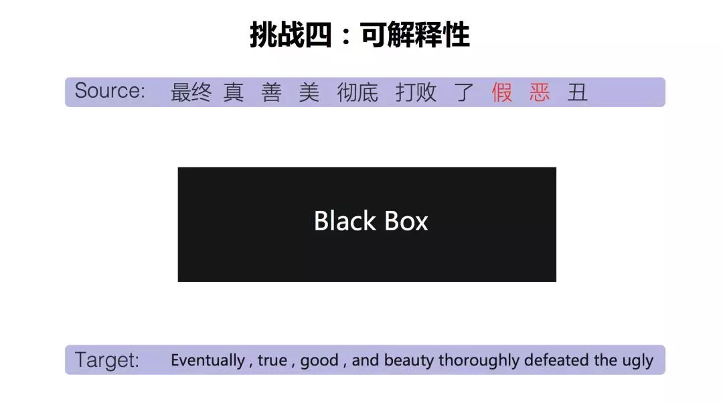 挑战四：可解释性
Source: 最终 真 善 美 彻底 打败 了 假 恶 丑
Black Box
Target: Eventually , true , good , and beauty thoroughly defeated the ugly